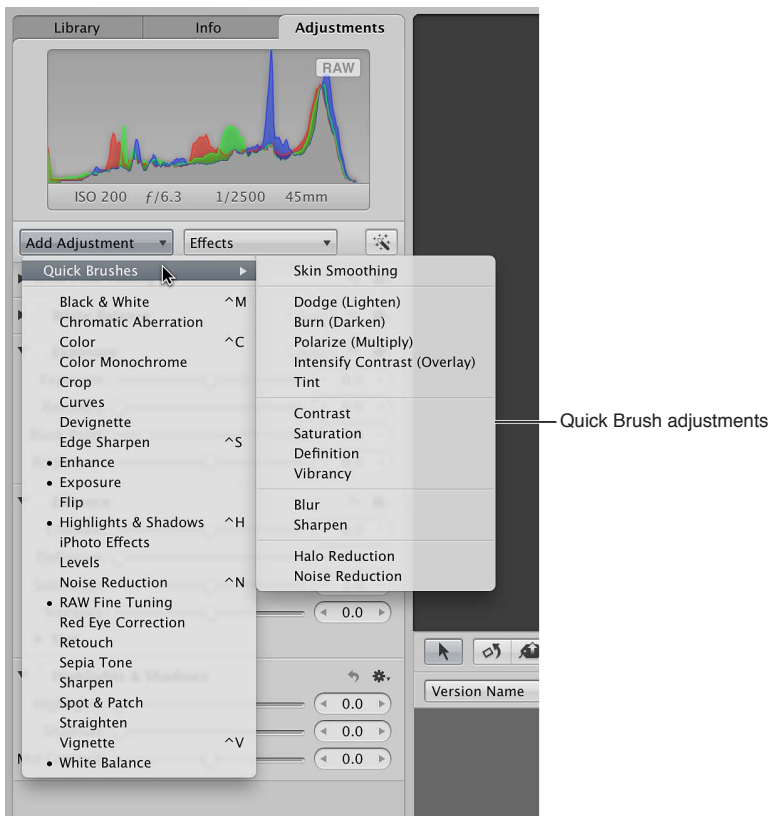 Library Info Adjustments
RAW
ISO 200 ƒ/6.3 1/2500 45mm
Add Adjustment Effects
Quick Brushes
Black & White ^M
Chromatic Aberration
Color ^C
Color Monochrome
Crop
Curves
Devignette
Edge Sharpen ^S
• Enhance
• Exposure
Flip
• Highlights & Shadows ^H
iPhoto Effects
Levels
Noise Reduction ^N
• RAW Fine Tuning
Red Eye Correction
Retouch
Sepia Tone
Sharpen
Spot & Patch
Straighten
Vignette ^V
• White Balance
Skin Smoothing
Dodge (Lighten)
Burn (Darken)
Polarize (Multiply)
Intensify Contrast (Overlay)
Tint
Contrast
Saturation
Definition
Vibrancy
Blur
Sharpen
Halo Reduction
Noise Reduction
Quick Brush adjustments
0.0
0.0
0.0
0.0
Version Name